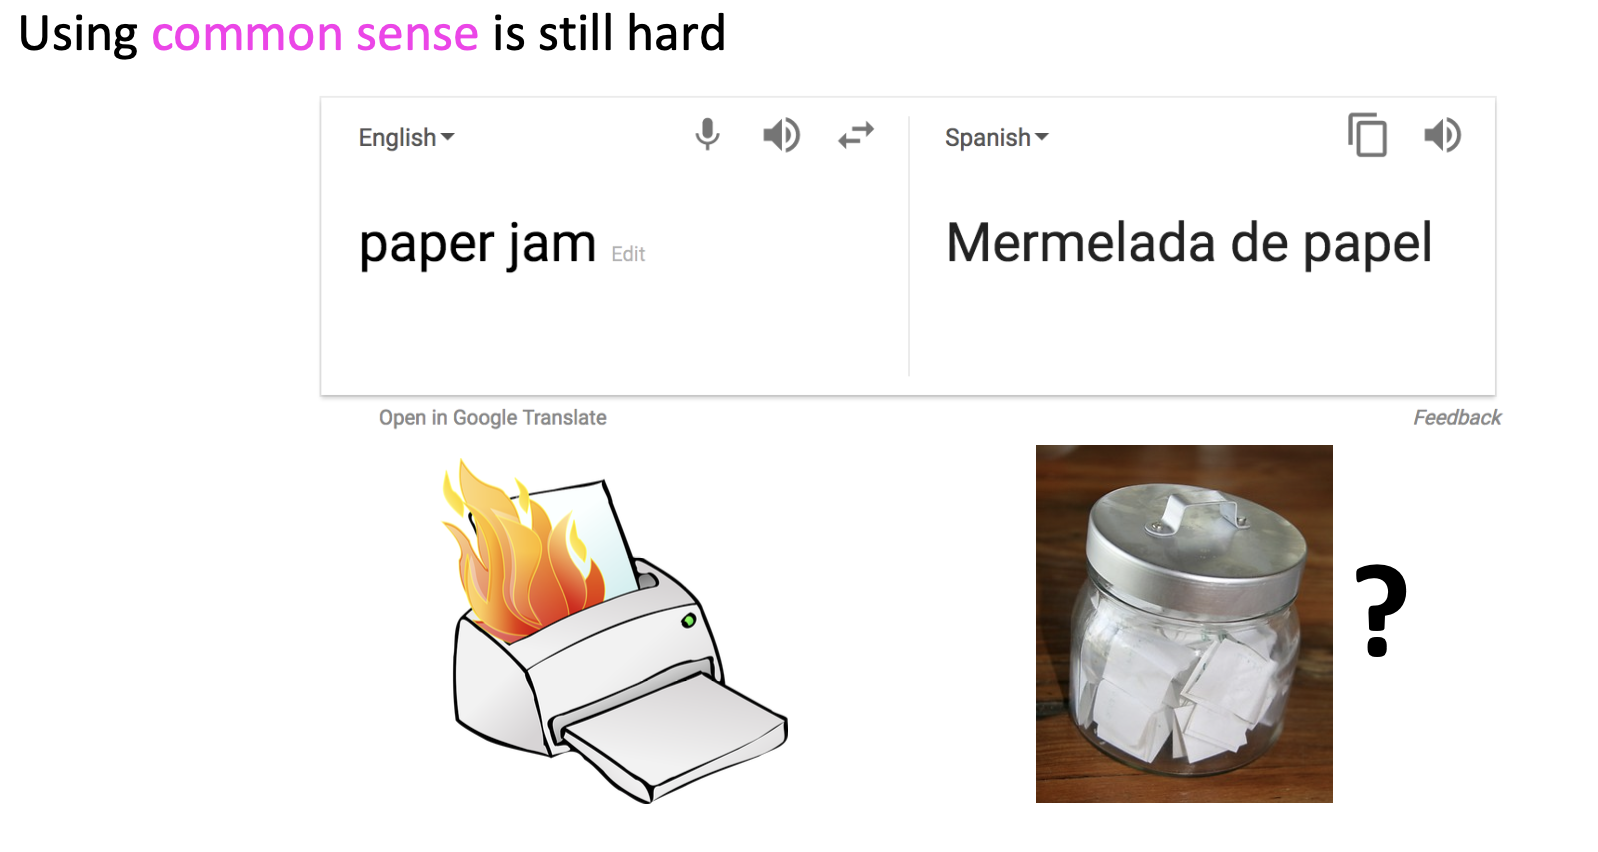 Using common sense is still hard
English
Spanish
paper jam Edit
Mermelada de papel
Open in Google Translate
Feedback
?